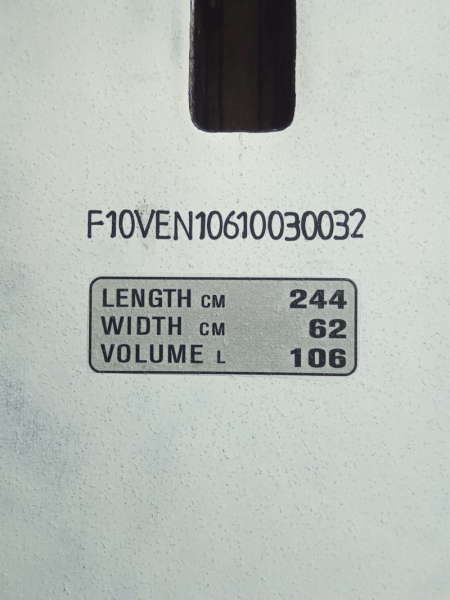 F10VEN10610030032
LENGTH CM 244
WIDTH CM 62
VOLUME L 106